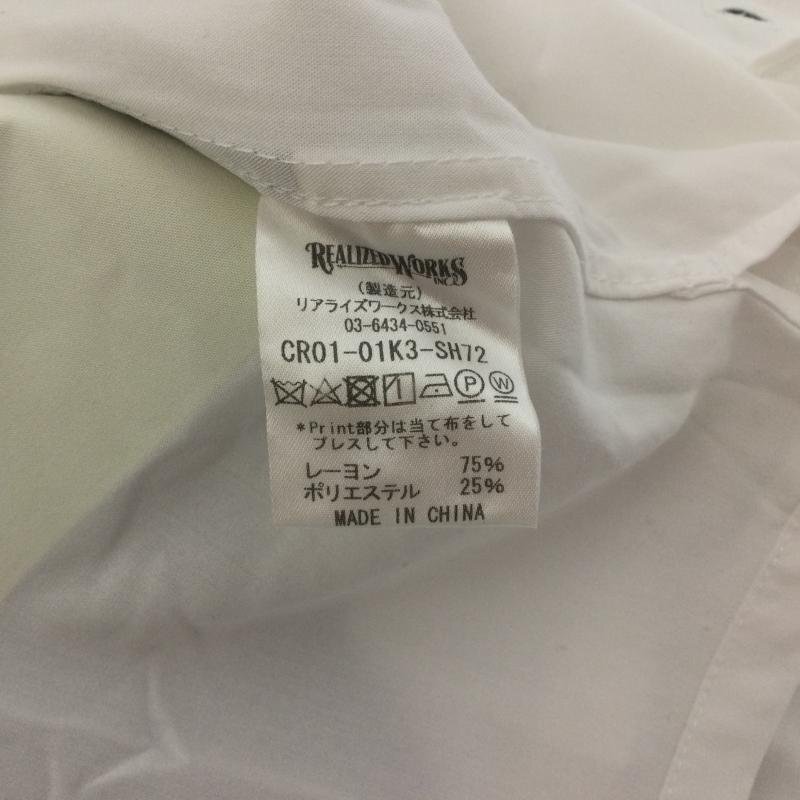 REALIZED WORKS
INC.
(製造元)
リアライズワークス株式会社
03-6434-0551
CR01-01K3-SH72
P W
*Print部分は当て布をして
プレスして下さい。
レーヨン 75%
ポリエステル 25%
MADE IN CHINA